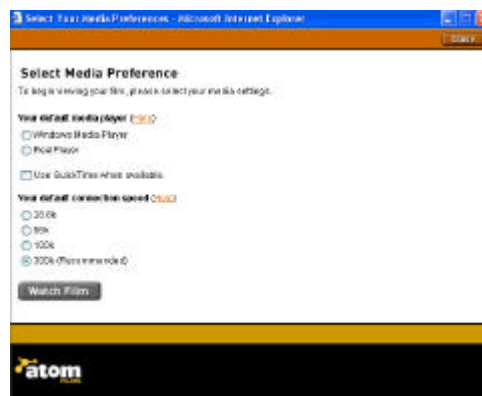 Select Your Media Preferences - Microsoft Internet Explorer
Close
Select Media Preference
To begin viewing your film, please select your media settings.
Your default media player (Help)
Windows Media Player
Real Player
Use QuickTime when available.
Your default connection speed (Help)
28.8k
56k
100k
300k (Recommended)
Watch Film
atom
FILMS